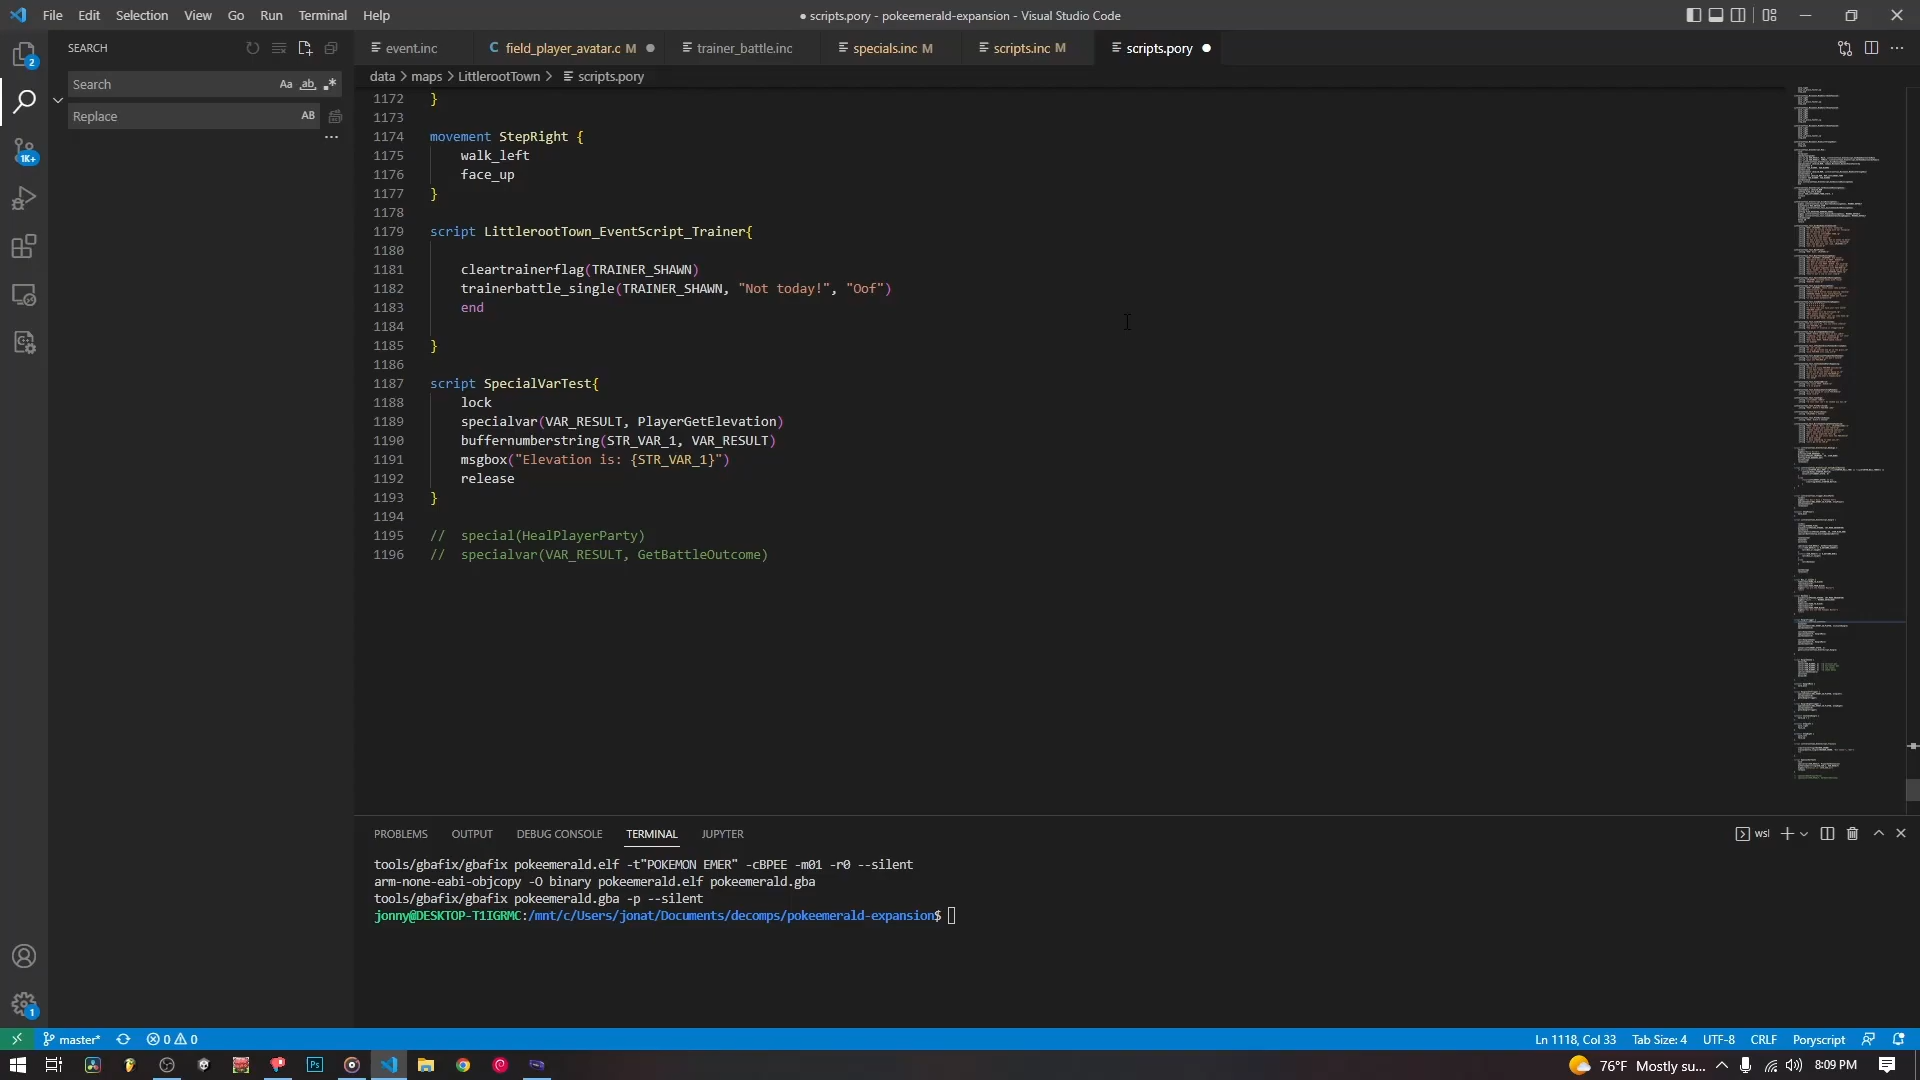 File Edit Selection View Go Run Terminal Help
● scripts.pory - pokeemerald-expansion - Visual Studio Code
SEARCH
event.inc
C field_player_avatar.c M
trainer_battle.inc
specials.inc M
scripts.inc M
scripts.pory
data > maps > LittlerootTown > scripts.pory
Search Aa ab
Replace AB
2
1K+
1
1172 }
1173
1174 movement StepRight {
1175 walk_left
1176 face_up
1177 }
1178
1179 script LittlerootTown_EventScript_Trainer{
1180
1181 cleartrainerflag(TRAINER_SHAWN)
1182 trainerbattle_single(TRAINER_SHAWN, "Not today!", "Oof")
1183 end
1184
1185 }
1186
1187 script SpecialVarTest{
1188 lock
1189 specialvar(VAR_RESULT, PlayerGetElevation)
1190 buffernumberstring(STR_VAR_1, VAR_RESULT)
1191 msgbox("Elevation is: {STR_VAR_1}")
1192 release
1193 }
1194
1195 // special(HealPlayerParty)
1196 // specialvar(VAR_RESULT, GetBattleOutcome)
PROBLEMS OUTPUT DEBUG CONSOLE TERMINAL JUPYTER
wsl
tools/gbafix/gbafix pokeemerald.elf -t"POKEMON EMER" -cBPEE -m01 -r0 --silent
arm-none-eabi-objcopy -O binary pokeemerald.elf pokeemerald.gba
tools/gbafix/gbafix pokeemerald.gba -p --silent
jonny@DESKTOP-T1IGRMC:/mnt/c/Users/jonat/Documents/decomps/pokeemerald-expansion$
master* 0 0
Ln 1118, Col 33 Tab Size: 4 UTF-8 CRLF Poryscript
Ps
76°F Mostly su... 8:09 PM